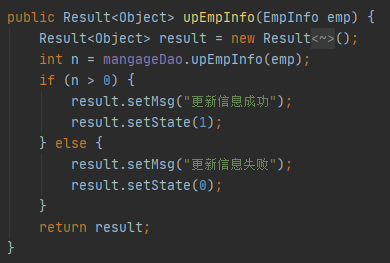 public Result<Object> upEmpInfo(EmpInfo emp) {
    Result<Object> result = new Result<~>();
    int n = mangageDao.upEmpInfo(emp);
    if (n > 0) {
        result.setMsg("更新信息成功");
        result.setState(1);
    } else {
        result.setMsg("更新信息失败");
        result.setState(0);
    }
    return result;
}